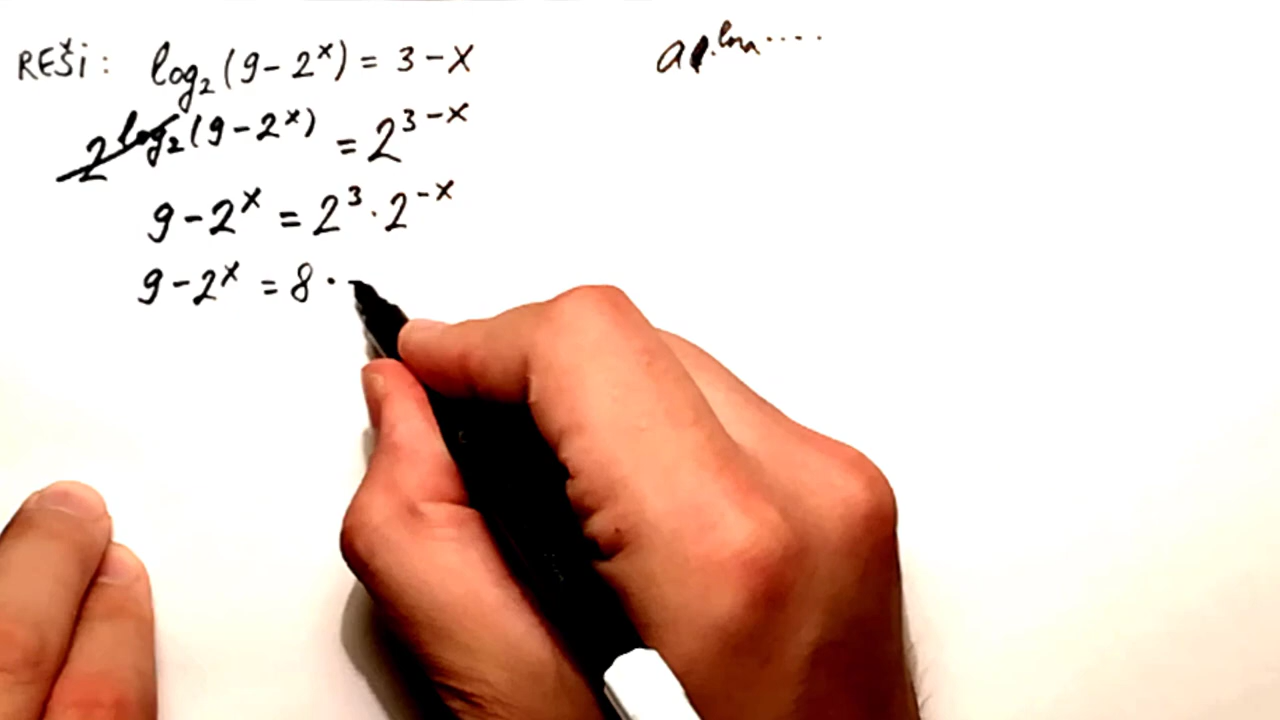 REŠi: log₂(9-2ˣ) = 3-x
2^log₂(9-2ˣ) = 2^3-x
9-2ˣ = 2³·2⁻ˣ
9-2ˣ = 8·